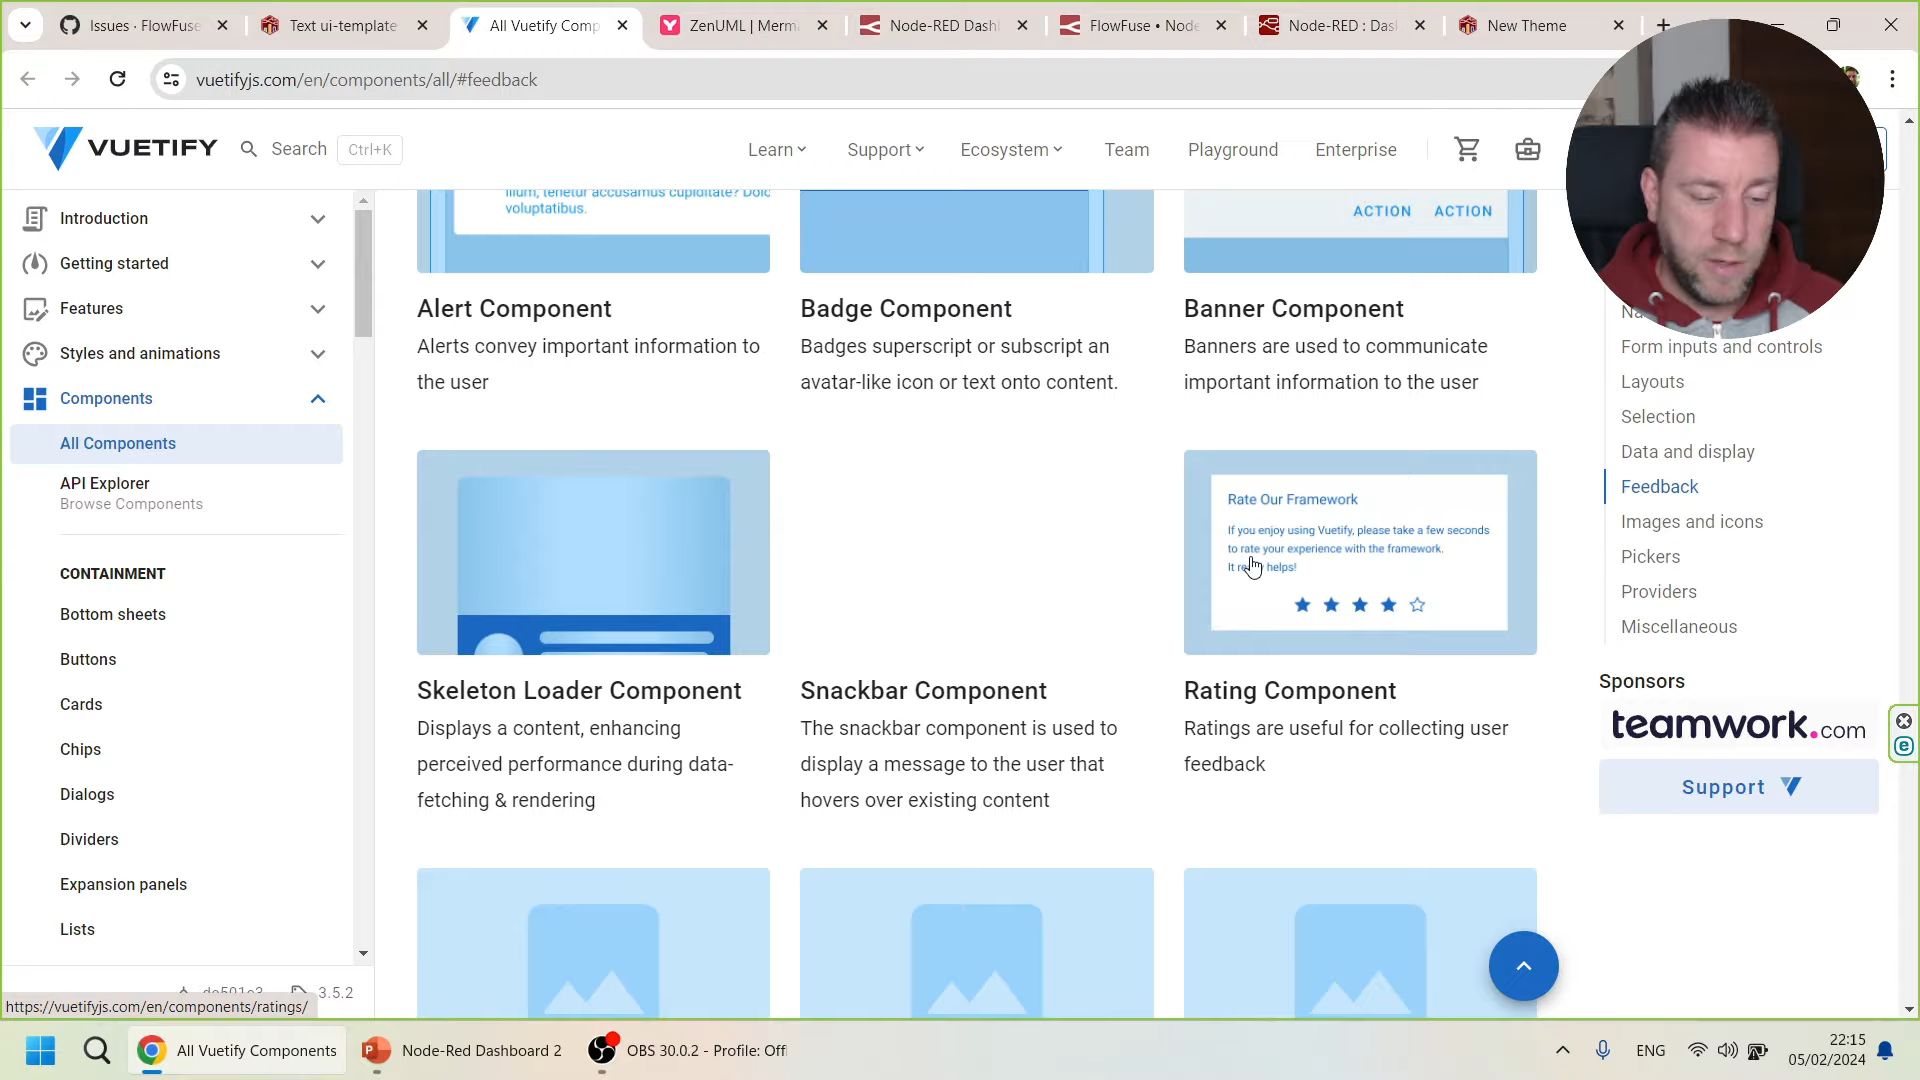 Issues · FlowFuse
Text ui-template
All Vuetify Comp
ZenUML | Merm
Node-RED Dash
FlowFuse • Node
Node-RED : Das
New Theme
vuetifyjs.com/en/components/all/#feedback
VUETIFY
Search
Ctrl+K
Learn
Support
Ecosystem
Team
Playground
Enterprise
Introduction
Getting started
Features
Styles and animations
Components
All Components
API Explorer
Browse Components
CONTAINMENT
Bottom sheets
Buttons
Cards
Chips
Dialogs
Dividers
Expansion panels
Lists
3.5.2
https://vuetifyjs.com/en/components/ratings/
illum, tenetur accusamus cupiditate? Dolo
voluptatibus.
ACTION ACTION
Alert Component
Alerts convey important information to
the user
Badge Component
Badges superscript or subscript an
avatar-like icon or text onto content.
Banner Component
Banners are used to communicate
important information to the user
Rate Our Framework
If you enjoy using Vuetify, please take a few seconds
to rate your experience with the framework.
It helps!
Skeleton Loader Component
Displays a content, enhancing
perceived performance during data-
fetching & rendering
Snackbar Component
The snackbar component is used to
display a message to the user that
hovers over existing content
Rating Component
Ratings are useful for collecting user
feedback
Form inputs and controls
Layouts
Selection
Data and display
Feedback
Images and icons
Pickers
Providers
Miscellaneous
Sponsors
teamwork.com
Support
All Vuetify Components
Node-Red Dashboard 2
OBS 30.0.2 - Profile: Off
ENG
22:15
05/02/2024